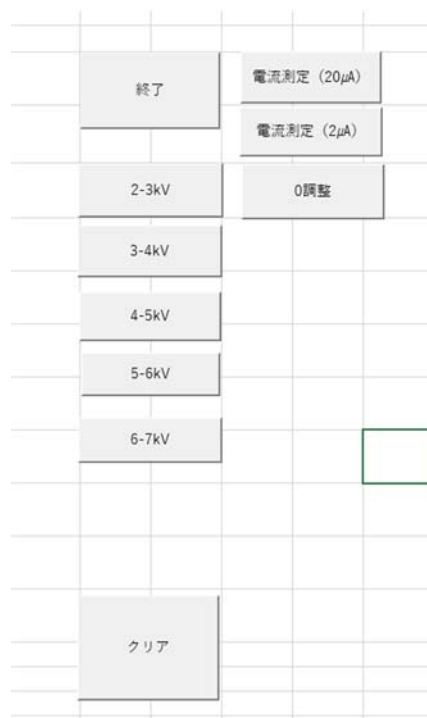 終了
電流測定（20μA）
電流測定（2μA）
2-3kV
0調整
3-4kV
4-5kV
5-6kV
6-7kV
クリア